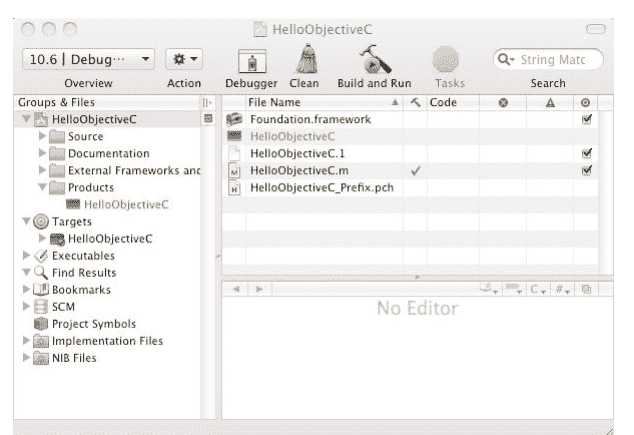 HelloObjectiveC
10.6 | Debug··· String Matc
Overview Action Debugger Clean Build and Run Tasks Search
Groups & Files File Name Code
HelloObjectiveC Foundation.framework
Source HelloObjectiveC
Documentation HelloObjectiveC.1
External Frameworks and HelloObjectiveC.m
Products HelloObjectiveC_Prefix.pch
HelloObjectiveC
Targets
HelloObjectiveC
Executables
Find Results
Bookmarks
SCM No Editor
Project Symbols
Implementation Files
NIB Files